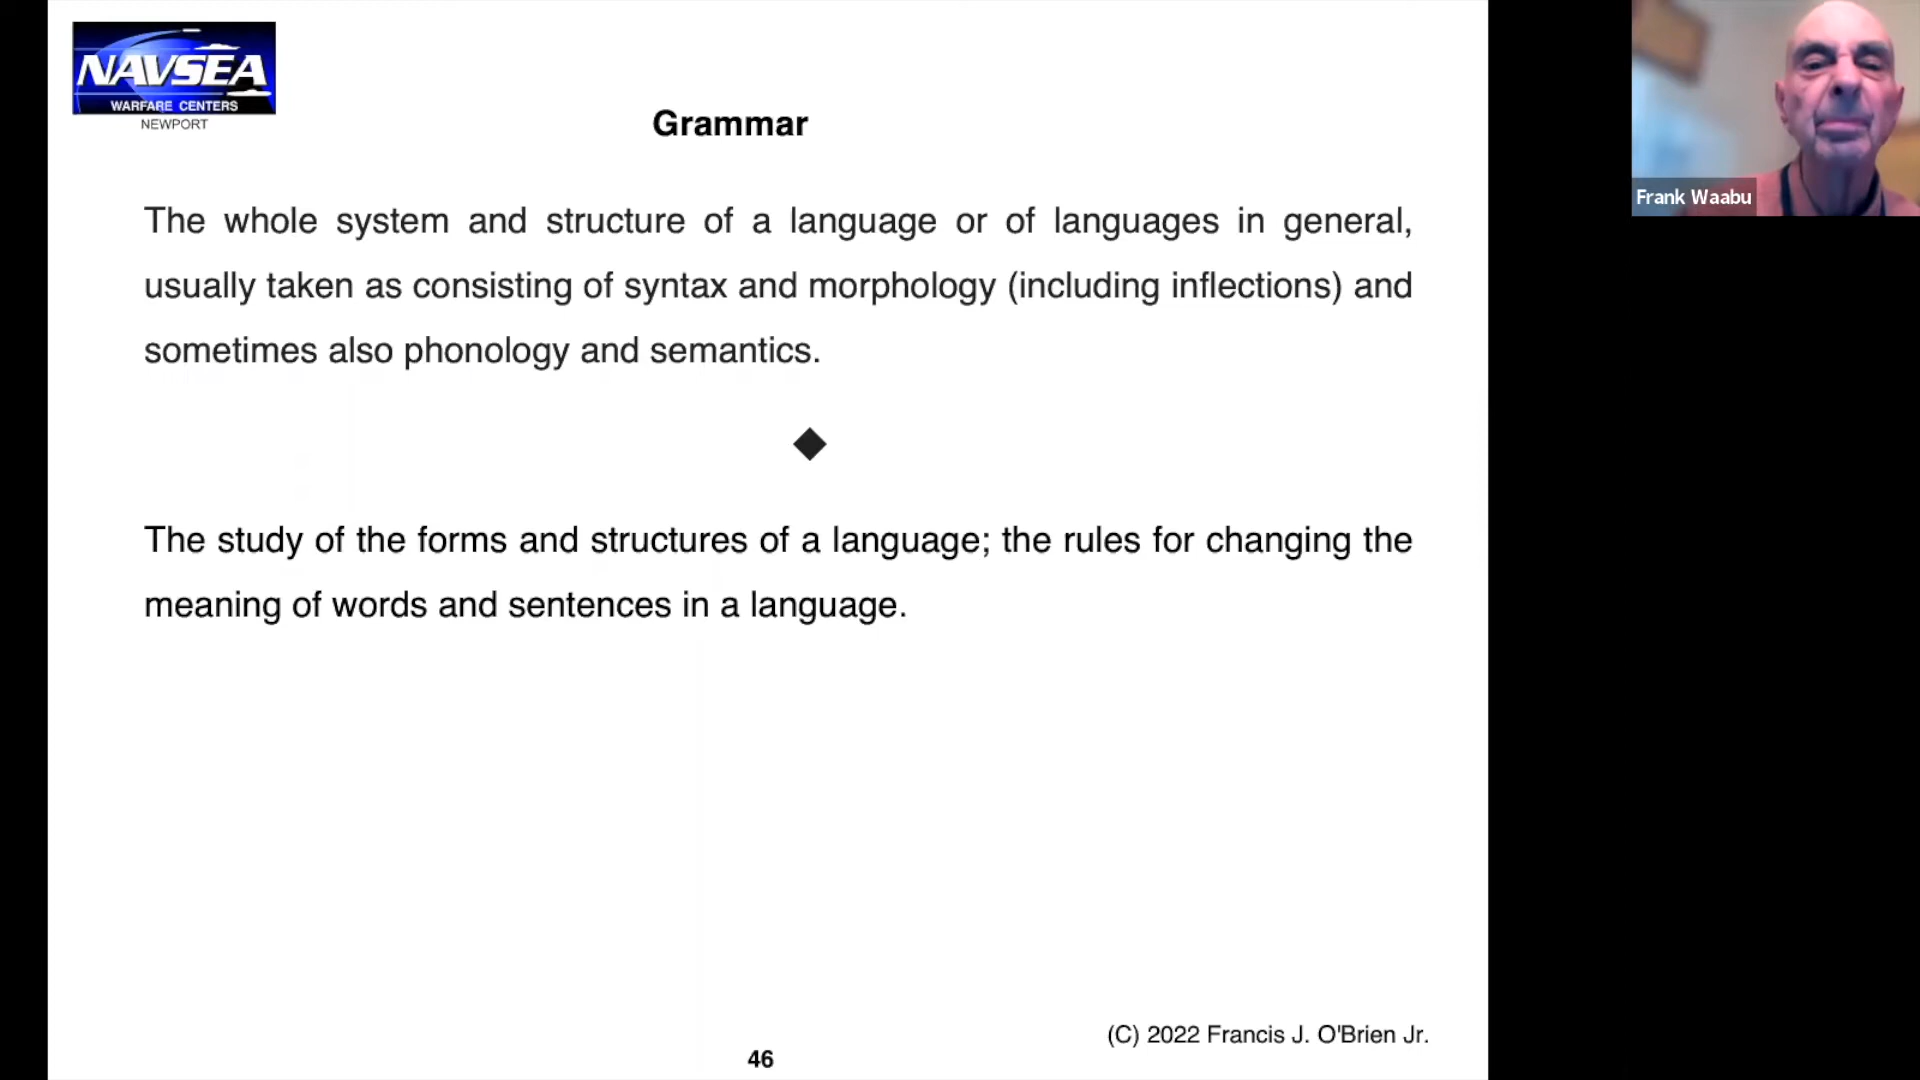 NAVSEA
WARFARE CENTERS
NEWPORT
Grammar
The whole system and structure of a language or of languages in general,
usually taken as consisting of syntax and morphology (including inflections) and
sometimes also phonology and semantics.
The study of the forms and structures of a language; the rules for changing the
meaning of words and sentences in a language.
(C) 2022 Francis J. O'Brien Jr.
46
Frank Waabu